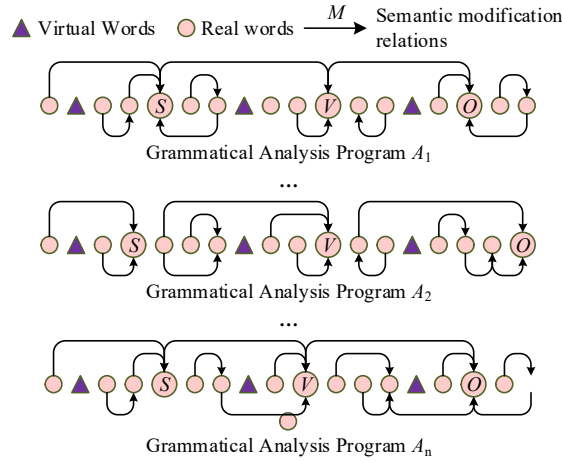 Virtual Words Real words M Semantic modification
relations
S V O
Grammatical Analysis Program A1
...
S V O
Grammatical Analysis Program A2
...
S V O
Grammatical Analysis Program An